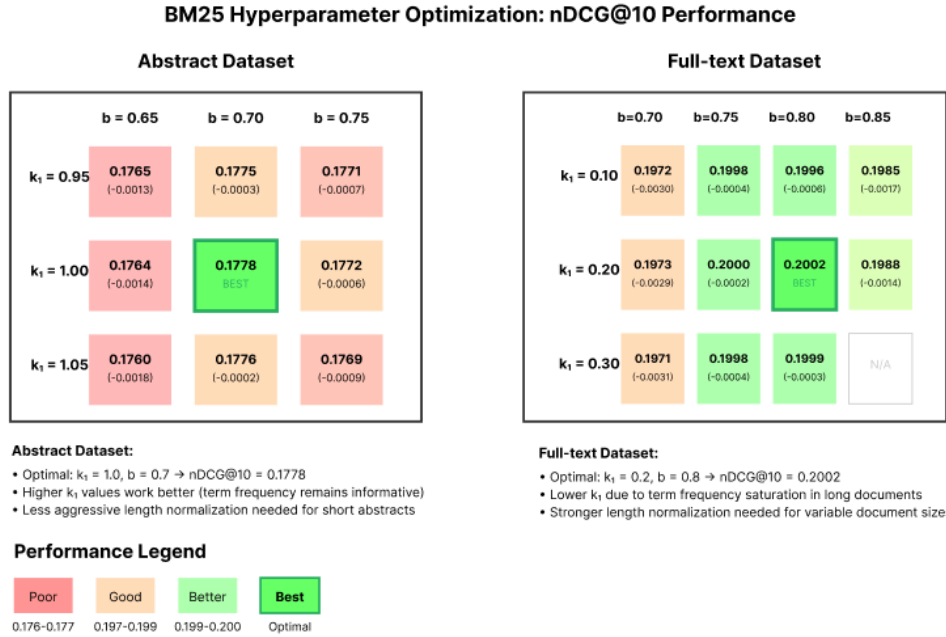 BM25 Hyperparameter Optimization: nDCG@10 Performance
Abstract Dataset
b = 0.65 b = 0.70 b = 0.75
k₁ = 0.95 0.1765 0.1775 0.1771
(-0.0013) (-0.0003) (-0.0007)
k₁ = 1.00 0.1764 0.1778 0.1772
(-0.0014) BEST (-0.0006)
k₁ = 1.05 0.1760 0.1776 0.1769
(-0.0018) (-0.0002) (-0.0009)
Abstract Dataset:
• Optimal: k₁ = 1.0, b = 0.7 → nDCG@10 = 0.1778
• Higher k₁ values work better (term frequency remains informative)
• Less aggressive length normalization needed for short abstracts
Full-text Dataset
b=0.70 b=0.75 b=0.80 b=0.85
k₁ = 0.10 0.1972 0.1998 0.1996 0.1985
(-0.0030) (-0.0004) (-0.0006) (-0.0017)
k₁ = 0.20 0.1973 0.2000 0.2002 0.1988
(-0.0029) (-0.0002) BEST (-0.0014)
k₁ = 0.30 0.1971 0.1998 0.1999 N/A
(-0.0031) (-0.0004) (-0.0003)
Full-text Dataset:
• Optimal: k₁ = 0.2, b = 0.8 → nDCG@10 = 0.2002
• Lower k₁ due to term frequency saturation in long documents
• Stronger length normalization needed for variable document size
Performance Legend
Poor Good Better Best
0.176-0.177 0.197-0.199 0.199-0.200 Optimal